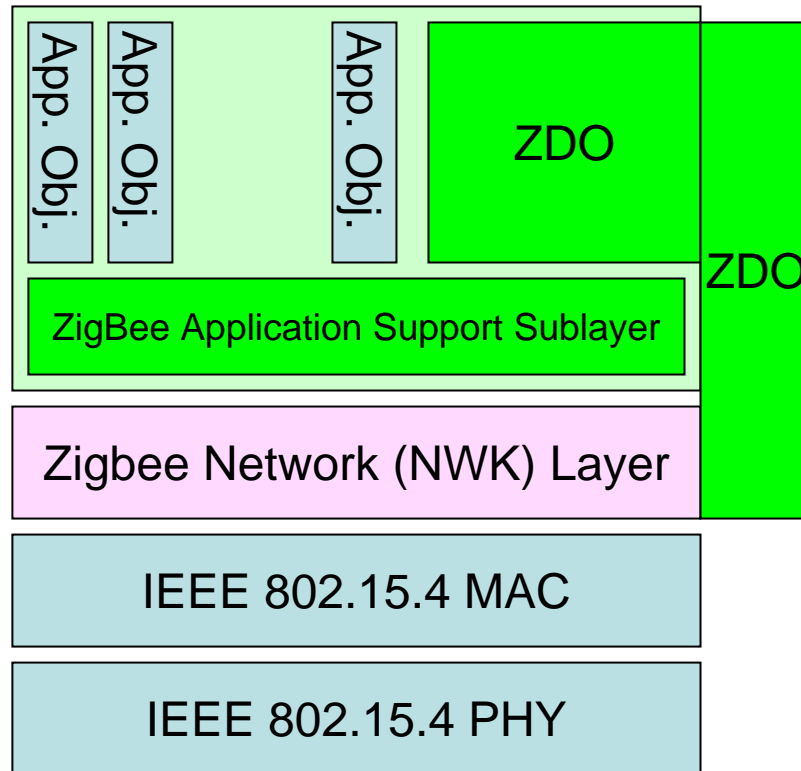 App. Obj.
App. Obj.
App. Obj.
ZDO
ZDO
ZigBee Application Support Sublayer
Zigbee Network (NWK) Layer
IEEE 802.15.4 MAC
IEEE 802.15.4 PHY